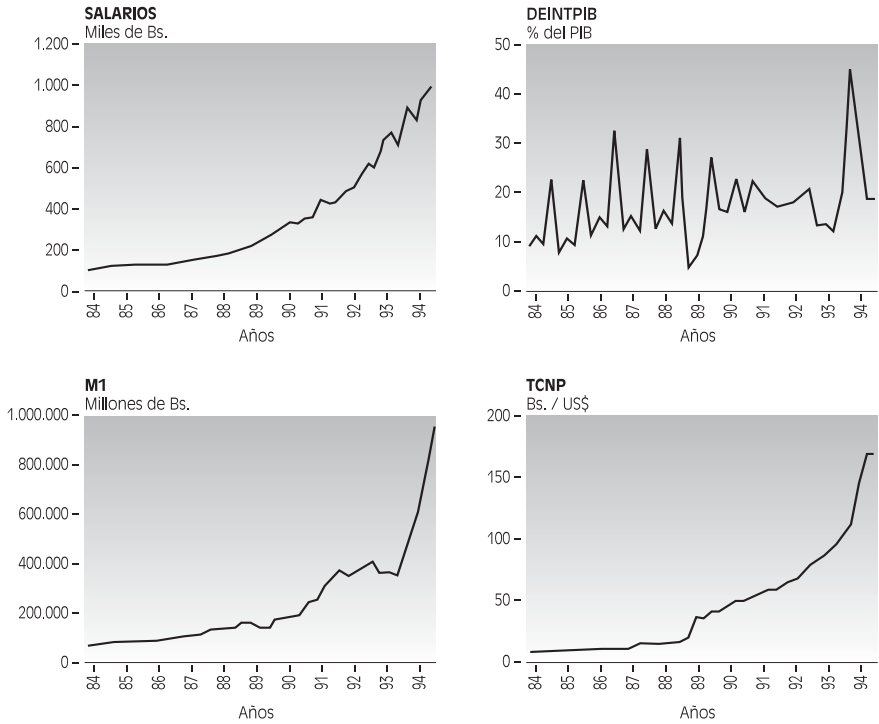 SALARIOS
Miles de Bs.
1.200
1.000
800
600
400
200
0
84 85 86 87 88 89 90 91 92 93 94
Años
DEINTPIB
% del PIB
50
40
30
20
10
0
84 85 86 87 88 89 90 91 92 93 94
Años
M1
Millones de Bs.
1.000.000
800.000
600.000
400.000
200.000
0
84 85 86 87 88 89 90 91 92 93 94
Años
TCNP
Bs. / US$
200
150
100
50
0
84 85 86 87 88 89 90 91 92 93 94
Años